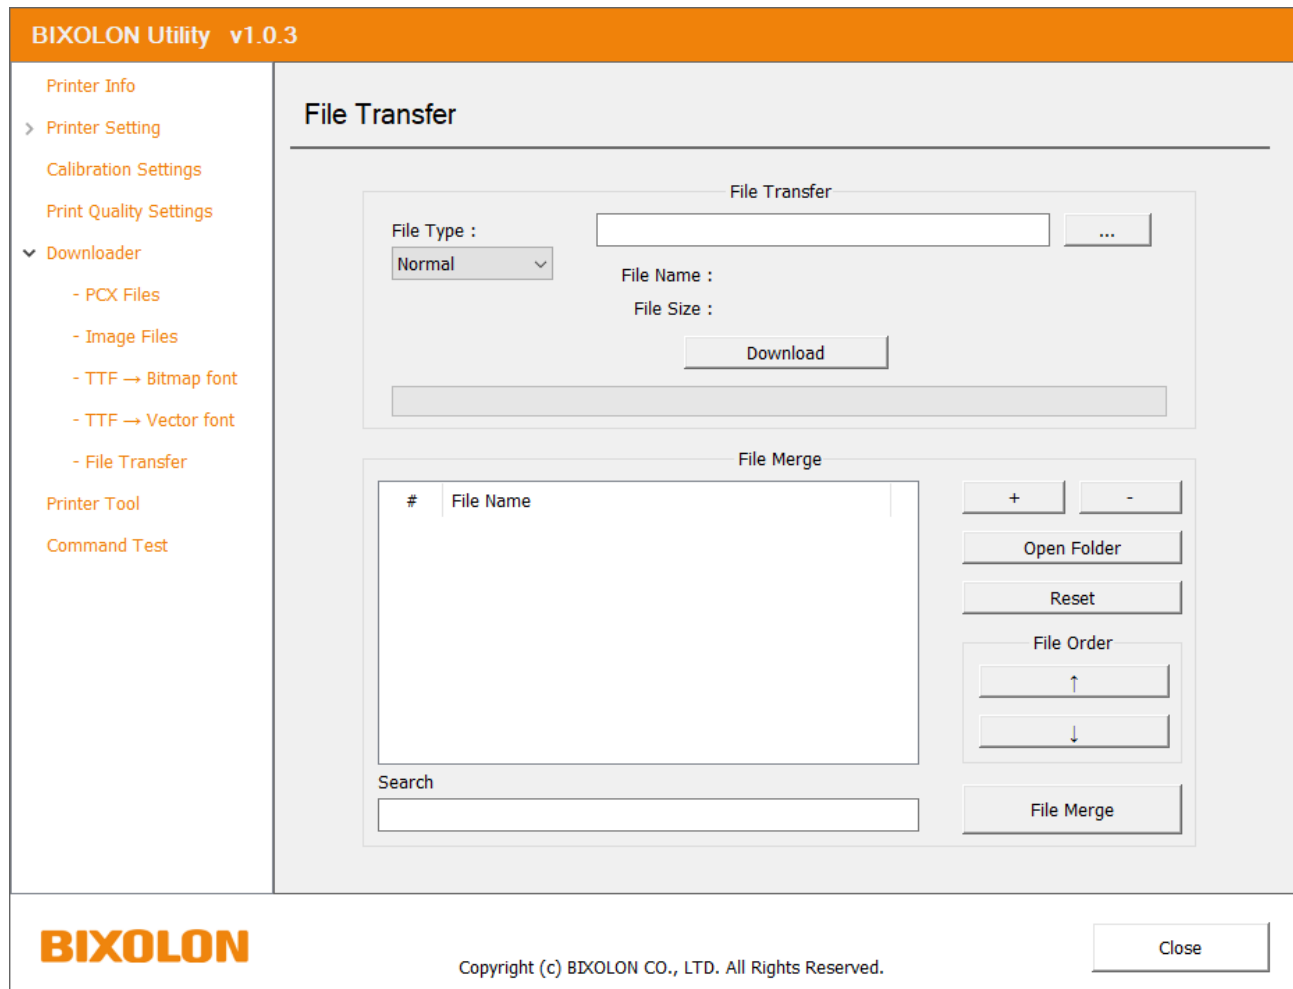 BIXOLON Utility v1.0.3
Printer Info
Printer Setting
Calibration Settings
Print Quality Settings
Downloader
- PCX Files
- Image Files
- TTF → Bitmap font
- TTF → Vector font
- File Transfer
Printer Tool
Command Test
File Transfer
File Transfer
File Type :
Normal
...
File Name :
File Size :
Download
File Merge
# File Name
+ -
Open Folder
Reset
File Order
↑
↓
Search
File Merge
BIXOLON
Copyright (c) BIXOLON CO., LTD. All Rights Reserved.
Close